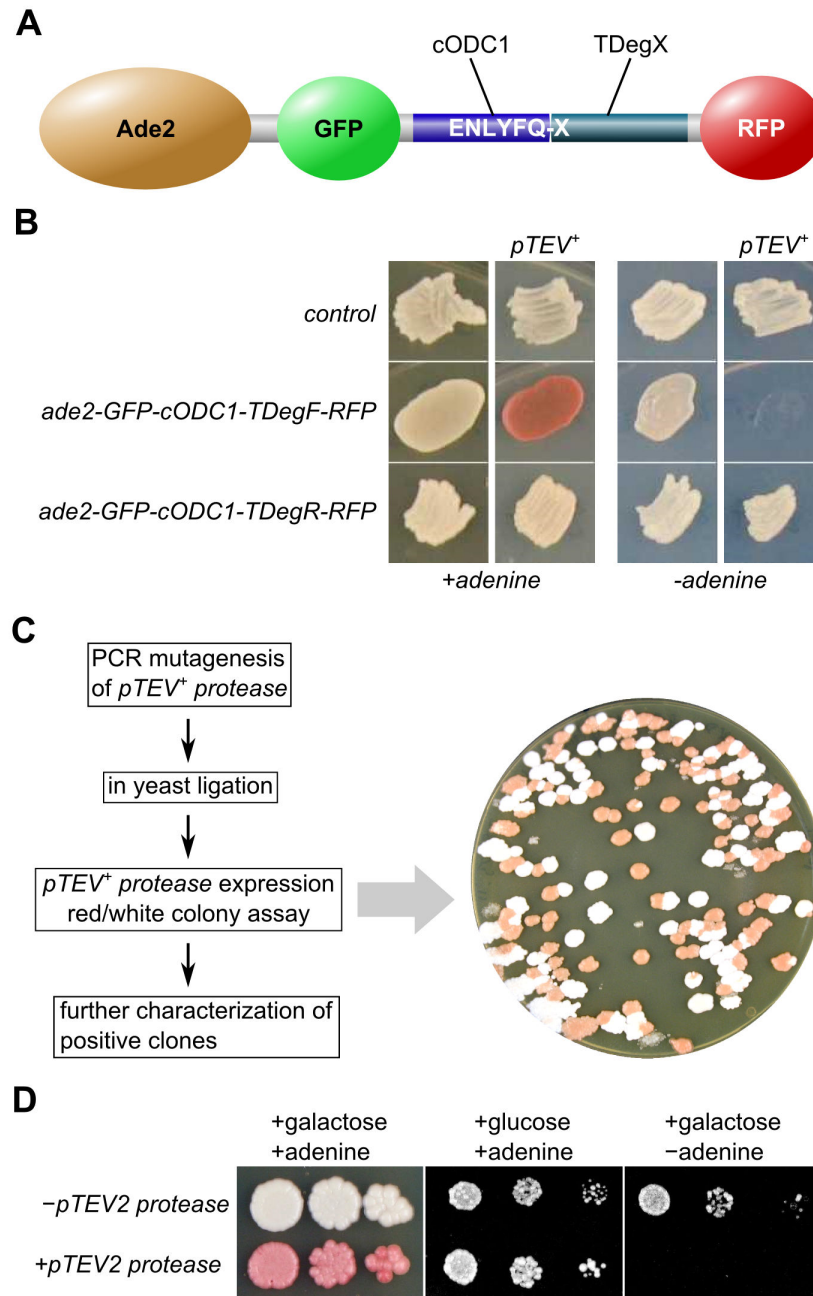 A
cODC1
TDegX
Ade2
GFP
ENLYFQ-X
RFP
B
pTEV⁺
pTEV⁺
control
ade2-GFP-cODC1-TDegF-RFP
ade2-GFP-cODC1-TDegR-RFP
+adenine
-adenine
C
PCR mutagenesis
of pTEV⁺ protease
in yeast ligation
pTEV⁺ protease expression
red/white colony assay
further characterization of
positive clones
D
+galactose
+adenine
+glucose
+adenine
+galactose
−adenine
−pTEV2 protease
+pTEV2 protease